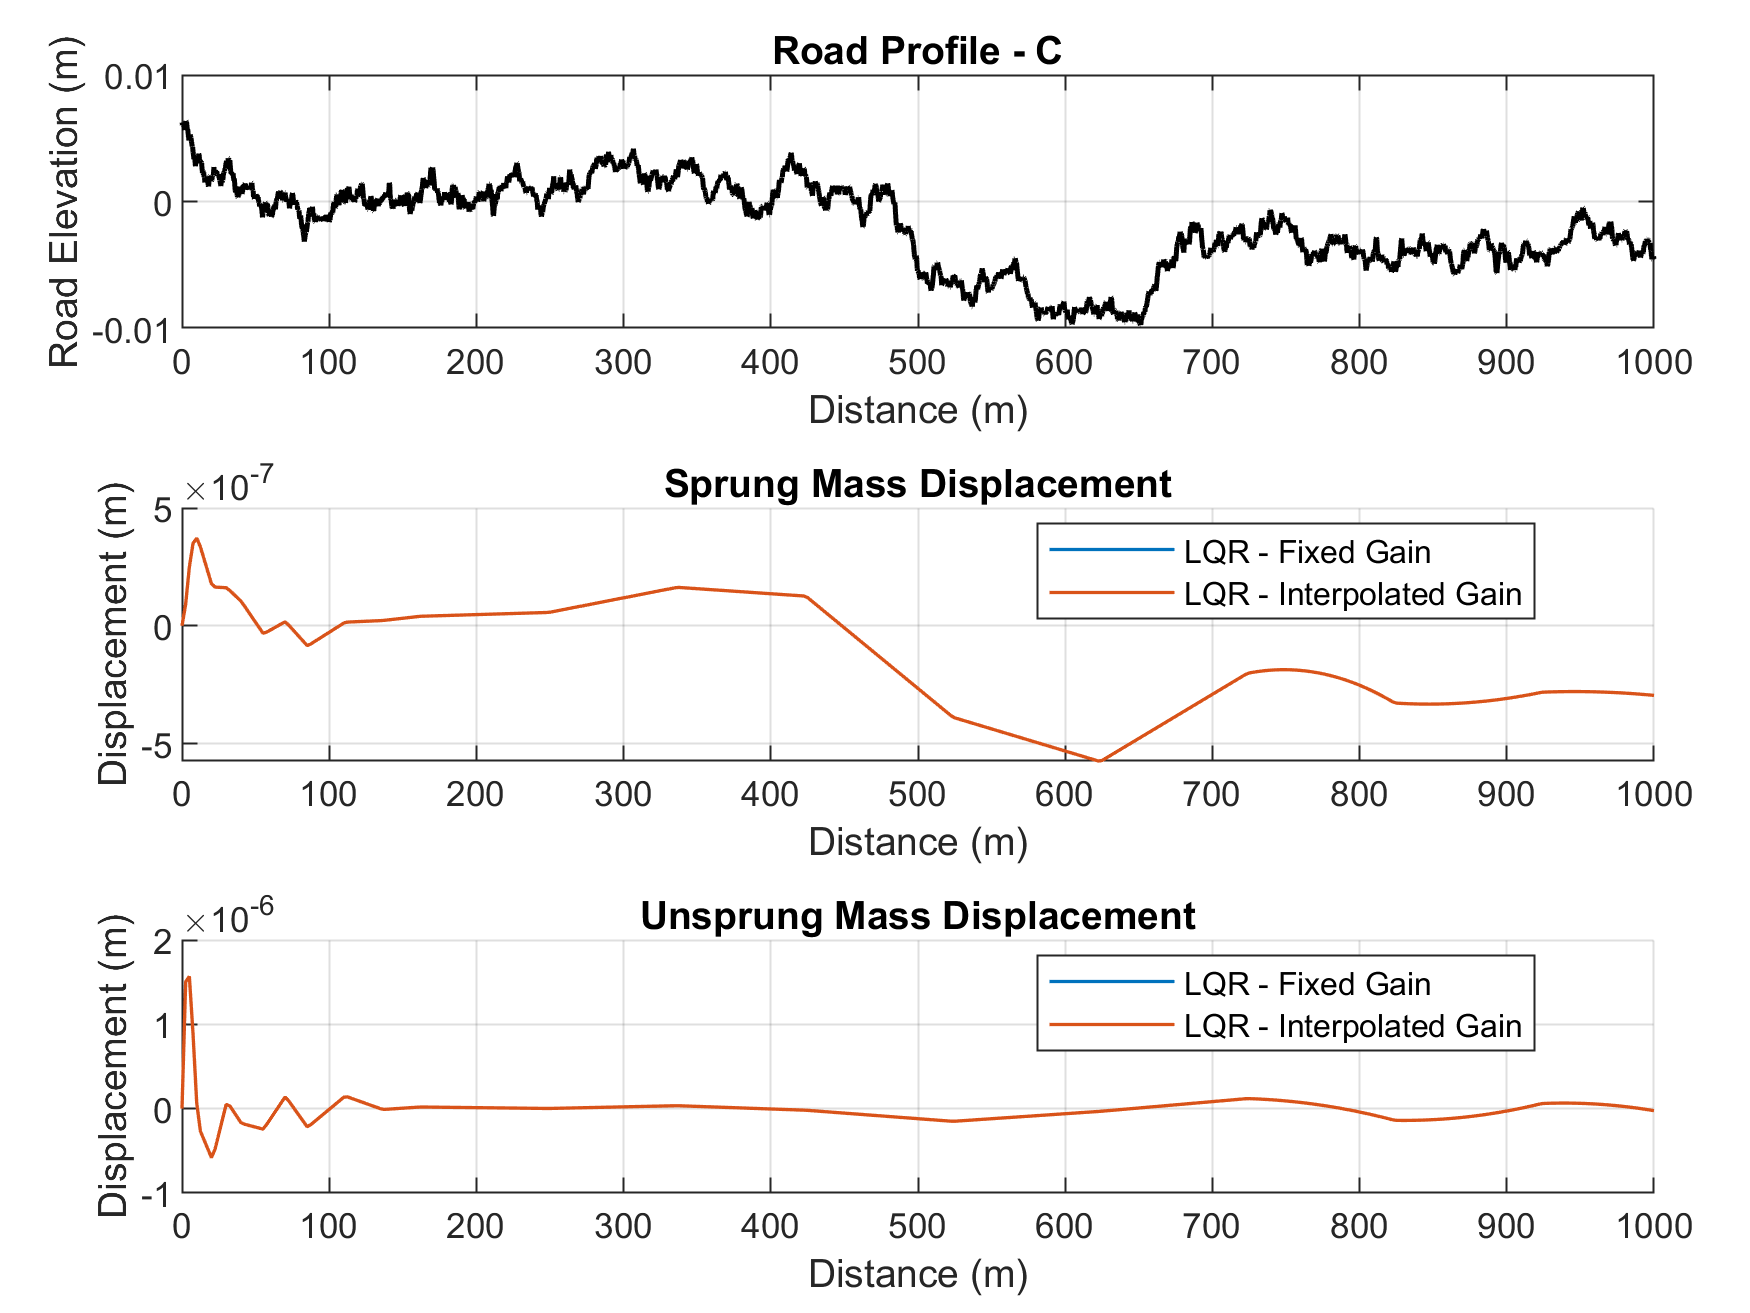 Road Profile - C
Road Elevation (m)
0.01
0
-0.01
0 100 200 300 400 500 600 700 800 900 1000
Distance (m)
×10-7
Sprung Mass Displacement
Displacement (m)
5
0
-5
LQR - Fixed Gain
LQR - Interpolated Gain
0 100 200 300 400 500 600 700 800 900 1000
Distance (m)
×10-6
Unsprung Mass Displacement
Displacement (m)
2
1
0
-1
LQR - Fixed Gain
LQR - Interpolated Gain
0 100 200 300 400 500 600 700 800 900 1000
Distance (m)